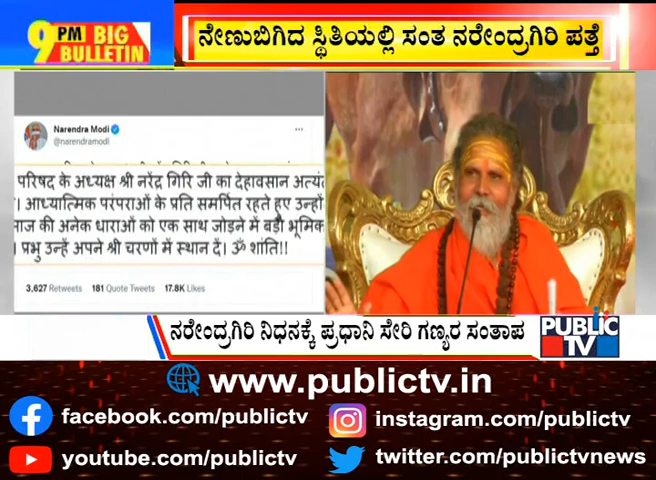 9 PM BIG
BULLETIN
ನೇಣುಬಿಗಿದ ಸ್ಥಿತಿಯಲ್ಲಿ ಸಂತ ನರೇಂದ್ರಗಿರಿ ಪತ್ತೆ
Narendra Modi
@narendramodi
परिषद के अध्यक्ष श्री नरेंद्र गिरि जी का देहावसान अत्यं
। आध्यात्मिक परंपराओं के प्रति समर्पित रहते हुए उन्हों
माज की अनेक धाराओं को एक साथ जोड़ने में बड़ी भूमिक
। प्रभु उन्हें अपने श्री चरणों में स्थान दें। ॐ शांति!!
3,627 Retweets 181 Quote Tweets 17.8K Likes
ನರೇಂದ್ರಗಿರಿ ನಿಧನಕ್ಕೆ ಪ್ರಧಾನಿ ಸೇರಿ ಗಣ್ಯರ ಸಂತಾಪ
PUBLIC
TV
www.publictv.in
facebook.com/publictv
instagram.com/publictv
youtube.com/publictv
twitter.com/publictvnews